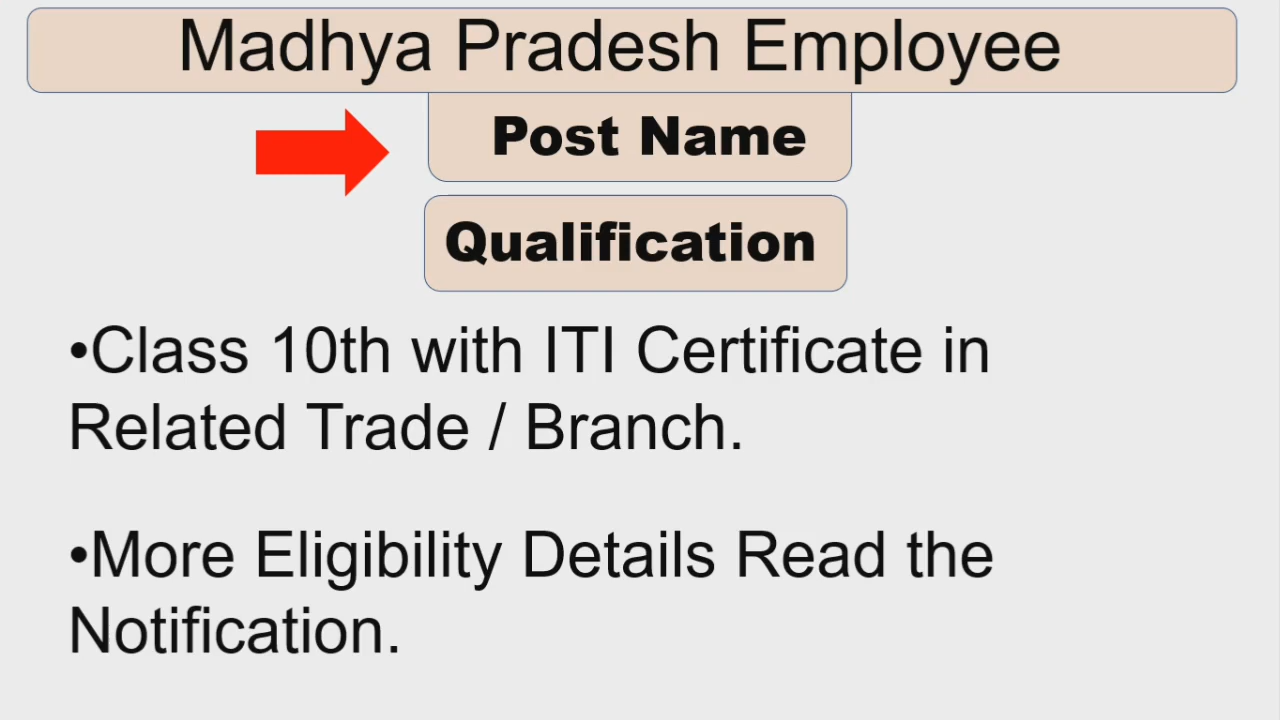 Madhya Pradesh Employee
Post Name
Qualification
•Class 10th with ITI Certificate in
Related Trade / Branch.
•More Eligibility Details Read the
Notification.